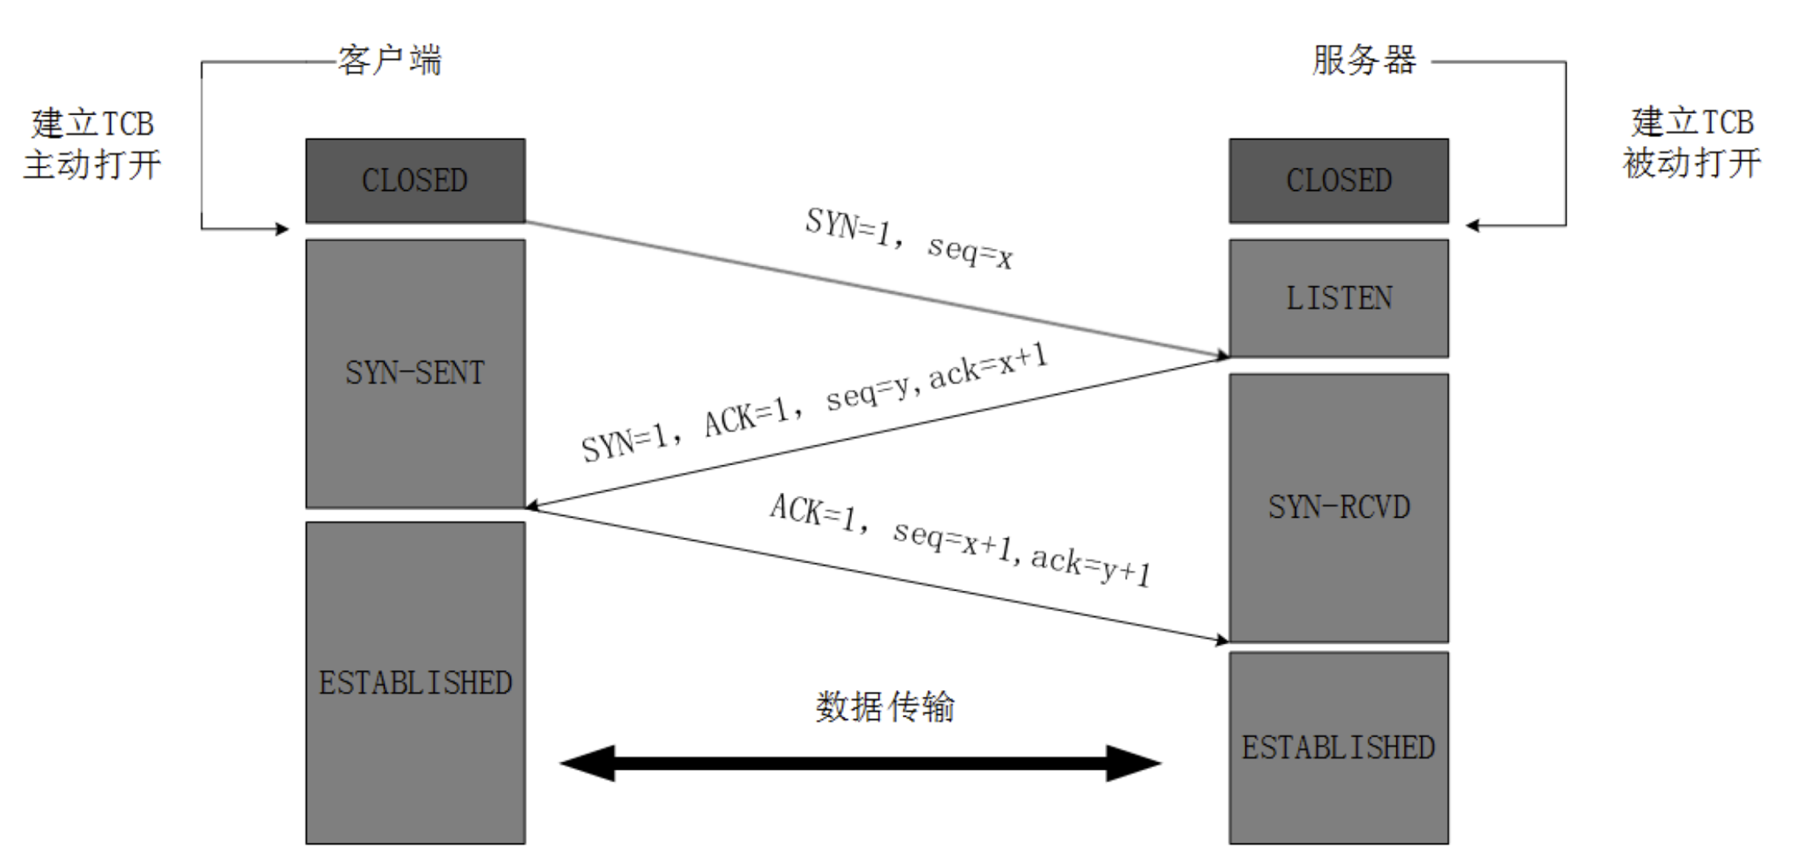 客户端
服务器
建立TCB
主动打开
建立TCB
被动打开
CLOSED
CLOSED
SYN=1, seq=x
LISTEN
SYN-SENT
SYN=1, ACK=1, seq=y,ack=x+1
SYN-RCVD
ACK=1, seq=x+1,ack=y+1
ESTABLISHED
数据传输
ESTABLISHED